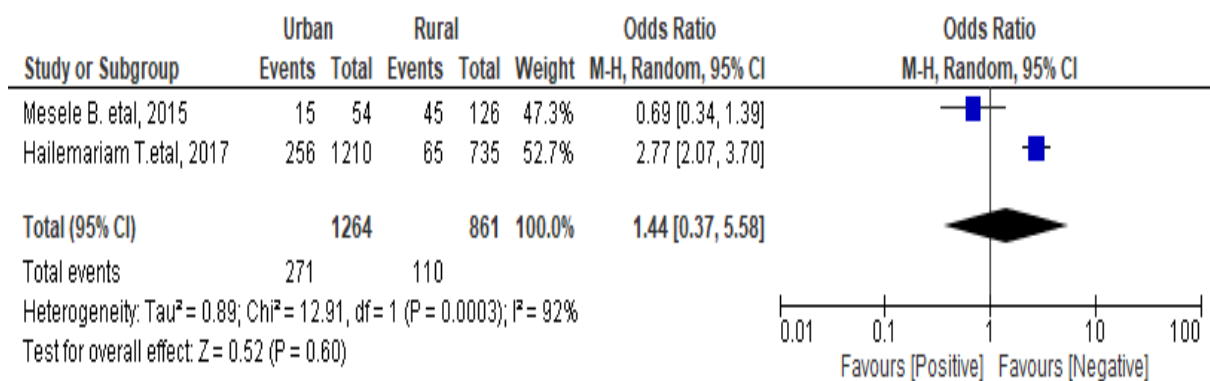 Urban Rural Odds Ratio Odds Ratio
Study or Subgroup Events Total Events Total Weight M-H, Random, 95% CI M-H, Random, 95% CI
Mesele B. etal, 2015 15 54 45 126 47.3% 0.69 [0.34, 1.39]
Hailemariam T.etal, 2017 256 1210 65 735 52.7% 2.77 [2.07, 3.70]
Total (95% CI) 1264 861 100.0% 1.44 [0.37, 5.58]
Total events 271 110
Heterogeneity: Tau² = 0.89; Chi² = 12.91, df = 1 (P = 0.0003); I² = 92%
Test for overall effect: Z = 0.52 (P = 0.60)
0.01 0.1 1 10 100
Favours [Positive] Favours [Negative]